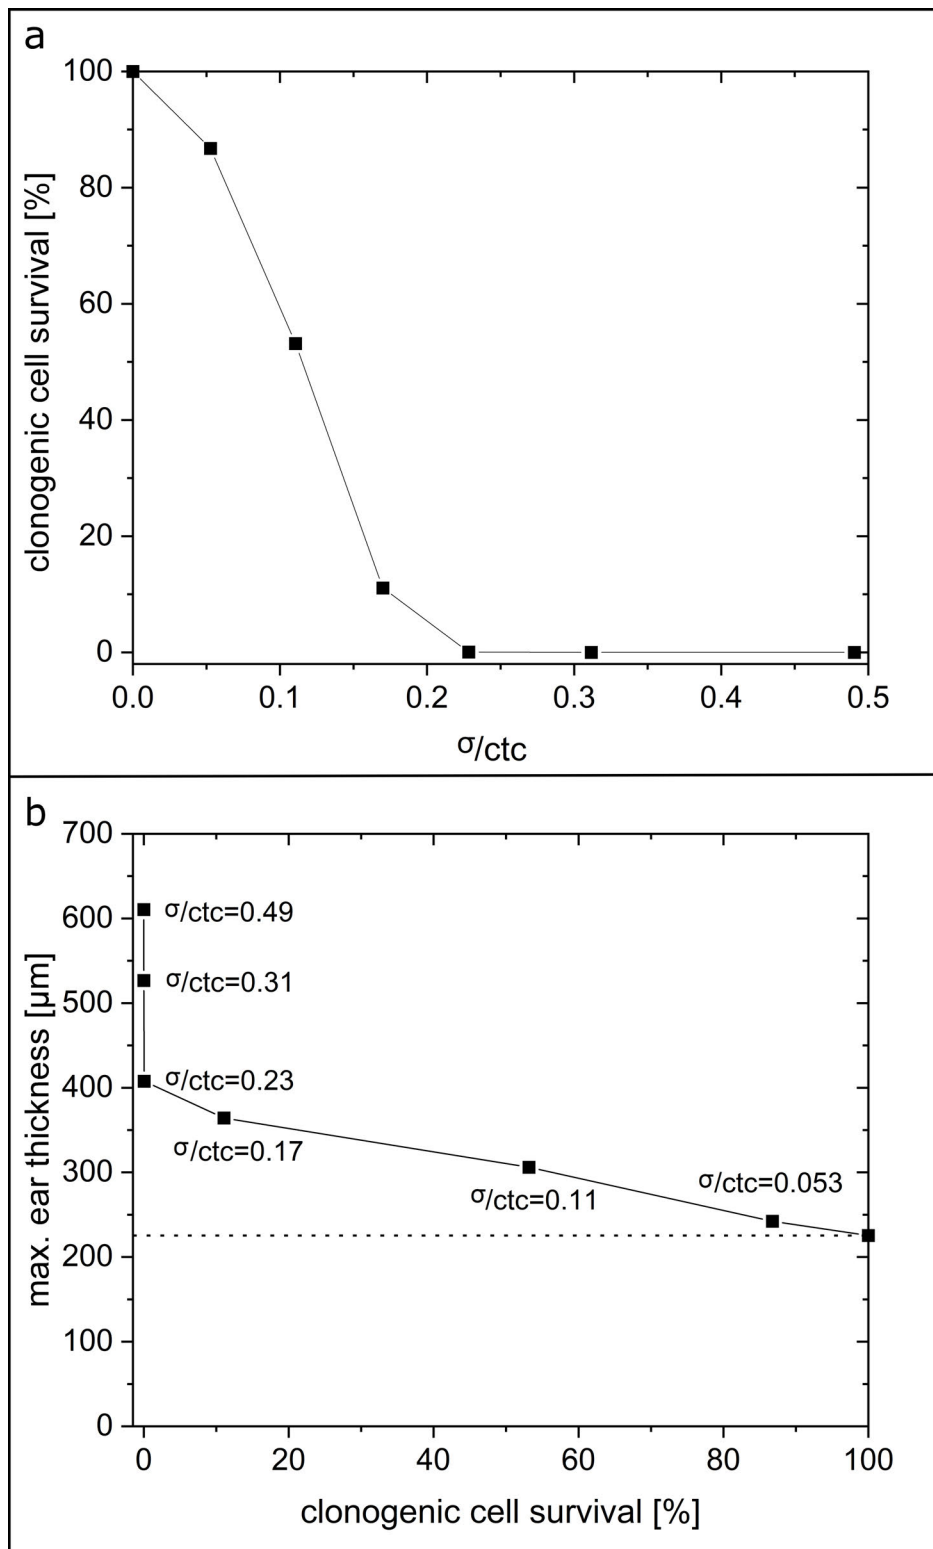 a
clonogenic cell survival [%]
100
80
60
40
20
0
0.0 0.1 0.2 0.3 0.4 0.5
σ/ctc
b
max. ear thickness [µm]
700
600
500
400
300
200
100
0
σ/ctc=0.49
σ/ctc=0.31
σ/ctc=0.23
σ/ctc=0.17
σ/ctc=0.11
σ/ctc=0.053
0 20 40 60 80 100
clonogenic cell survival [%]